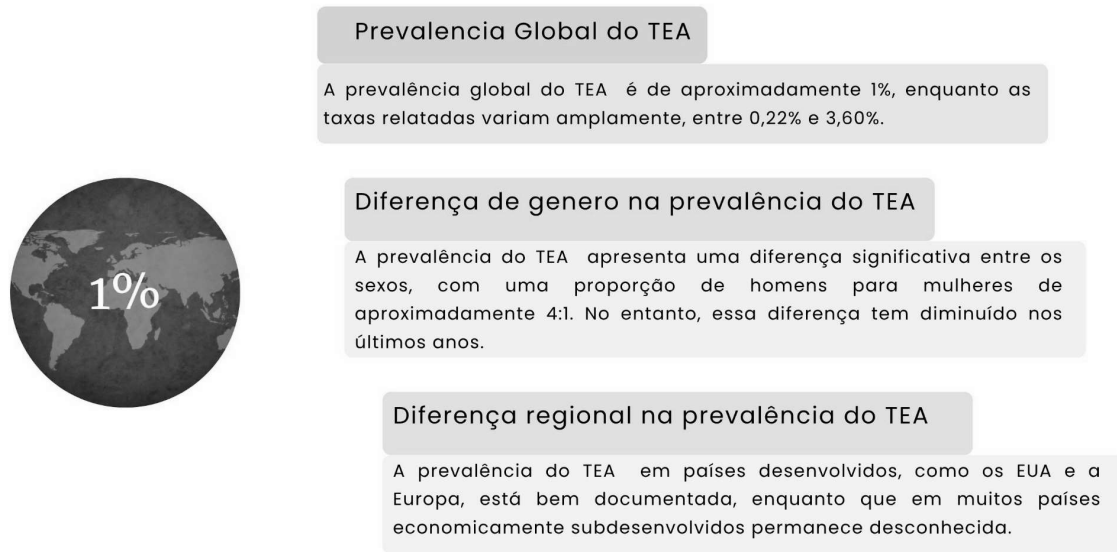 Prevalencia Global do TEA
A prevalência global do TEA é de aproximadamente 1%, enquanto as
taxas relatadas variam amplamente, entre 0,22% e 3,60%.
1%
Diferença de genero na prevalência do TEA
A prevalência do TEA apresenta uma diferença significativa entre os
sexos, com uma proporção de homens para mulheres de
aproximadamente 4:1. No entanto, essa diferença tem diminuído nos
últimos anos.
Diferença regional na prevalência do TEA
A prevalência do TEA em países desenvolvidos, como os EUA e a
Europa, está bem documentada, enquanto que em muitos países
economicamente subdesenvolvidos permanece desconhecida.